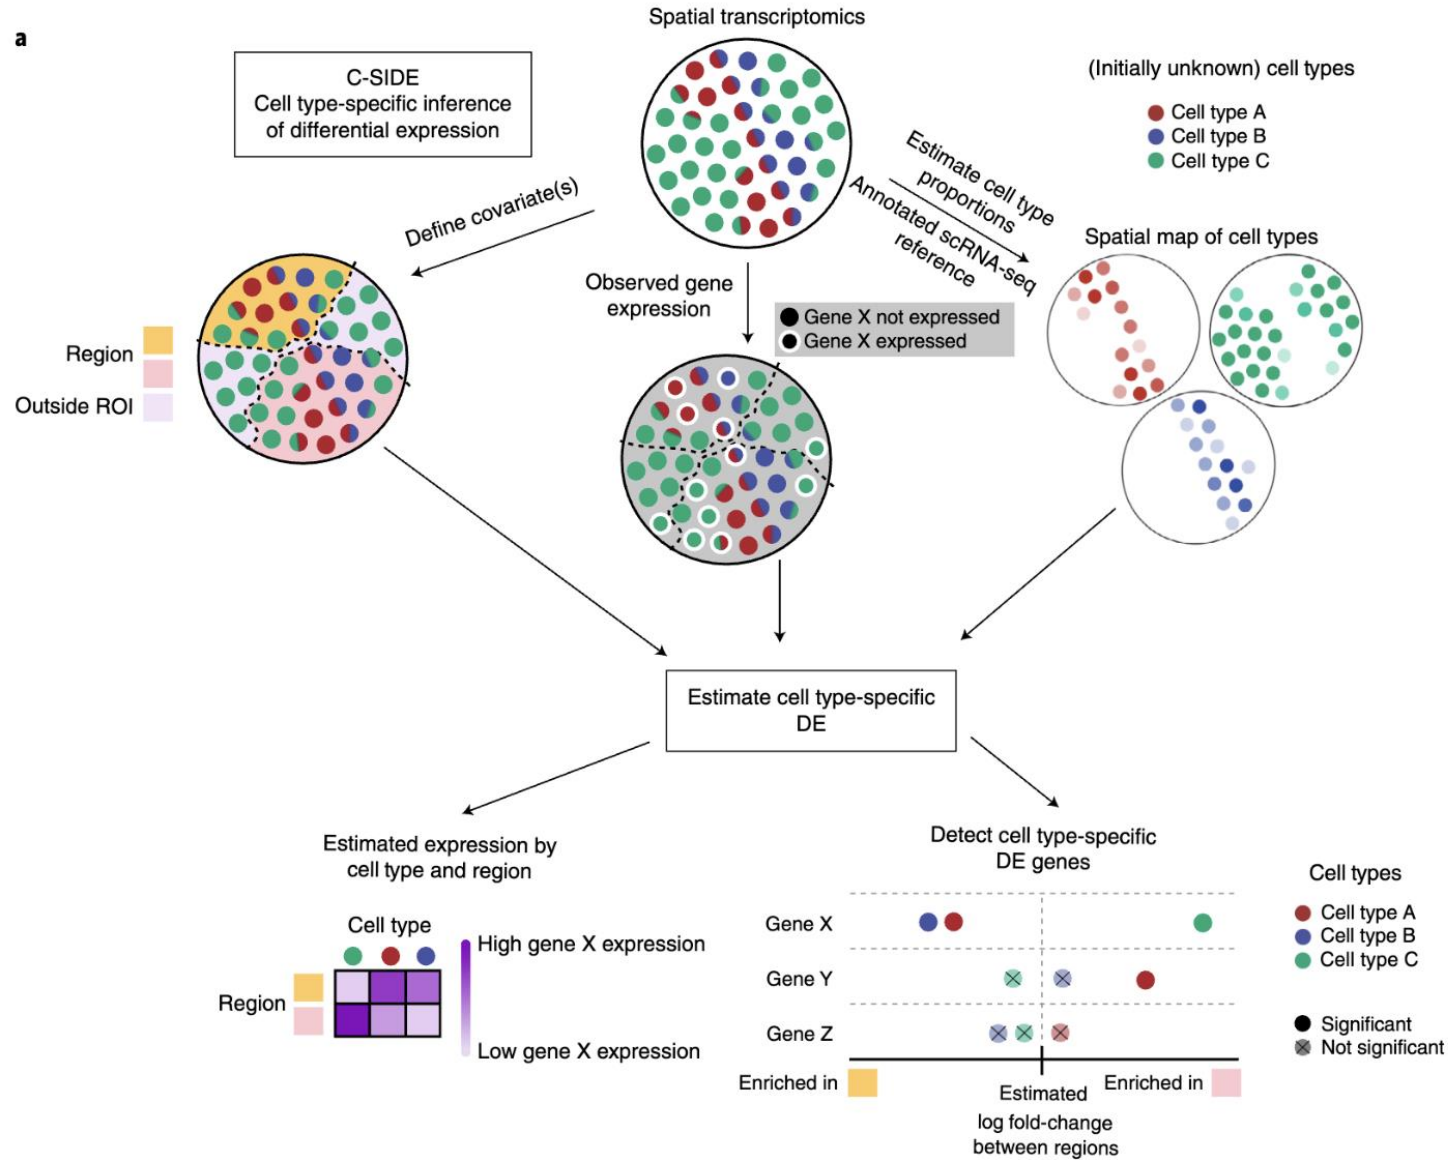 a
Spatial transcriptomics
C-SIDE
Cell type-specific inference
of differential expression
(Initially unknown) cell types
Cell type A
Cell type B
Cell type C
Define covariate(s)
Estimate cell type
proportions
Annotated scRNA-seq
reference
Observed gene
expression
Spatial map of cell types
Gene X not expressed
Gene X expressed
Region
Outside ROI
Estimate cell type-specific
DE
Estimated expression by
cell type and region
Cell type
High gene X expression
Region
Low gene X expression
Detect cell type-specific
DE genes
Gene X
Gene Y
Gene Z
Enriched in
Estimated
log fold-change
between regions
Enriched in
Cell types
Cell type A
Cell type B
Cell type C
Significant
Not significant